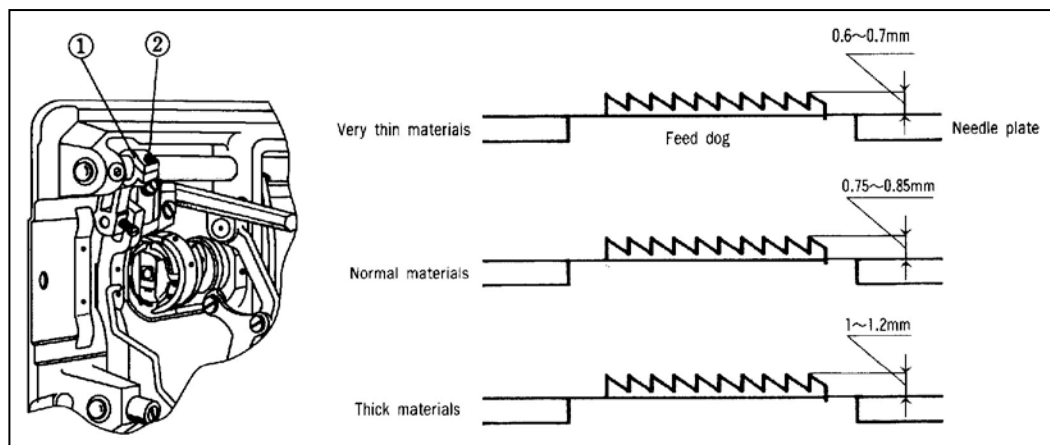 ① ②
0.6~0.7mm
Very thin materials
Feed dog
Needle plate
0.75~0.85mm
Normal materials
1~1.2mm
Thick materials